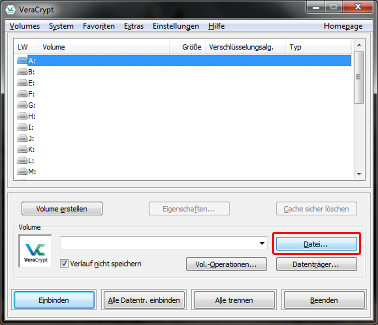 VeraCrypt
Volumes System Favoriten Extras Einstellungen Hilfe Homepage
LW Volume Größe Verschlüsselungsalg. Typ
A:
B:
E:
F:
G:
H:
I:
J:
K:
L:
M:
Volume erstellen Eigenschaften... Cache sicher löschen
Volume
Datei...
VeraCrypt
Verlauf nicht speichern Vol.-Operationen... Datenträger...
Einbinden Alle Datentr. einbinden Alle trennen Beenden